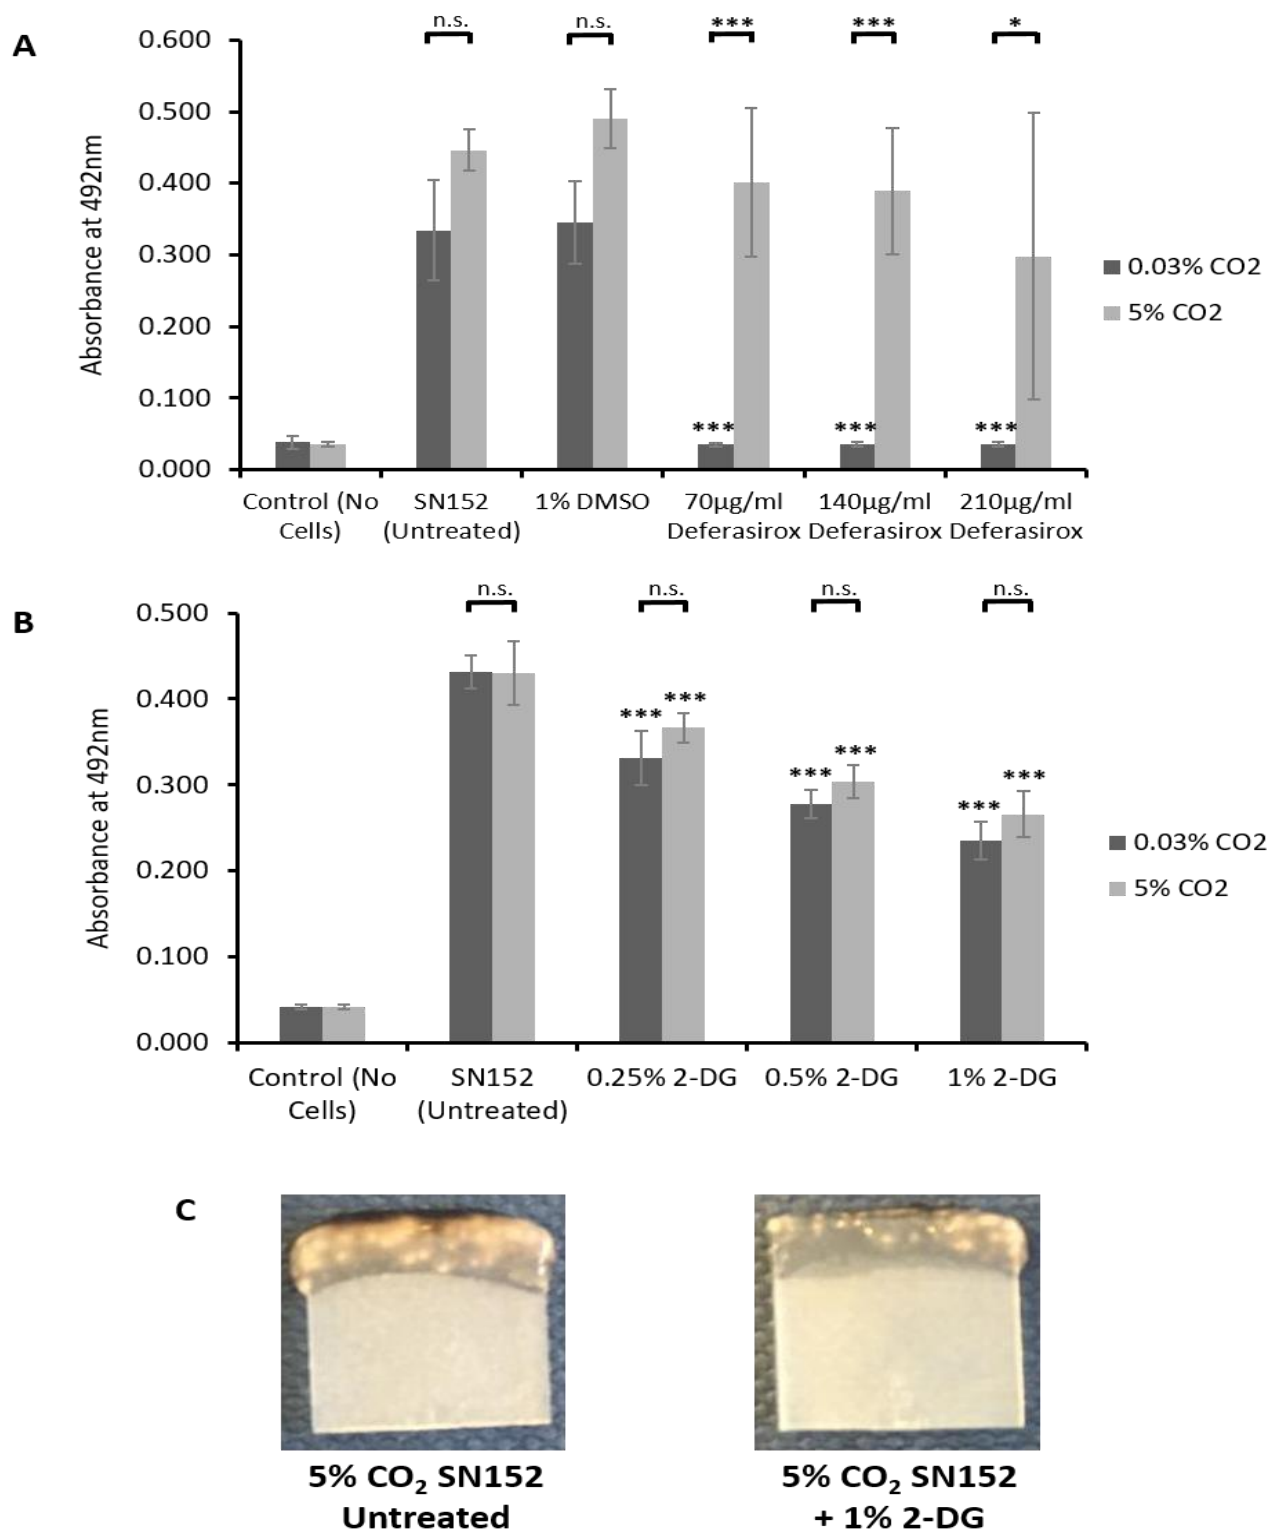 A
n.s. n.s. *** *** *
0.600
0.500
0.400
0.300
0.200
0.100
0.000
Absorbance at 492nm
*** *** ***
0.03% CO2
5% CO2
Control (No Cells)
SN152 (Untreated)
1% DMSO
70µg/ml Deferasirox
140µg/ml Deferasirox
210µg/ml Deferasirox
B
n.s. n.s. n.s. n.s.
0.500
0.400
0.300
0.200
0.100
0.000
Absorbance at 492nm
*** *** *** *** *** ***
0.03% CO2
5% CO2
Control (No Cells)
SN152 (Untreated)
0.25% 2-DG
0.5% 2-DG
1% 2-DG
C
5% CO₂ SN152
Untreated
5% CO₂ SN152
+ 1% 2-DG